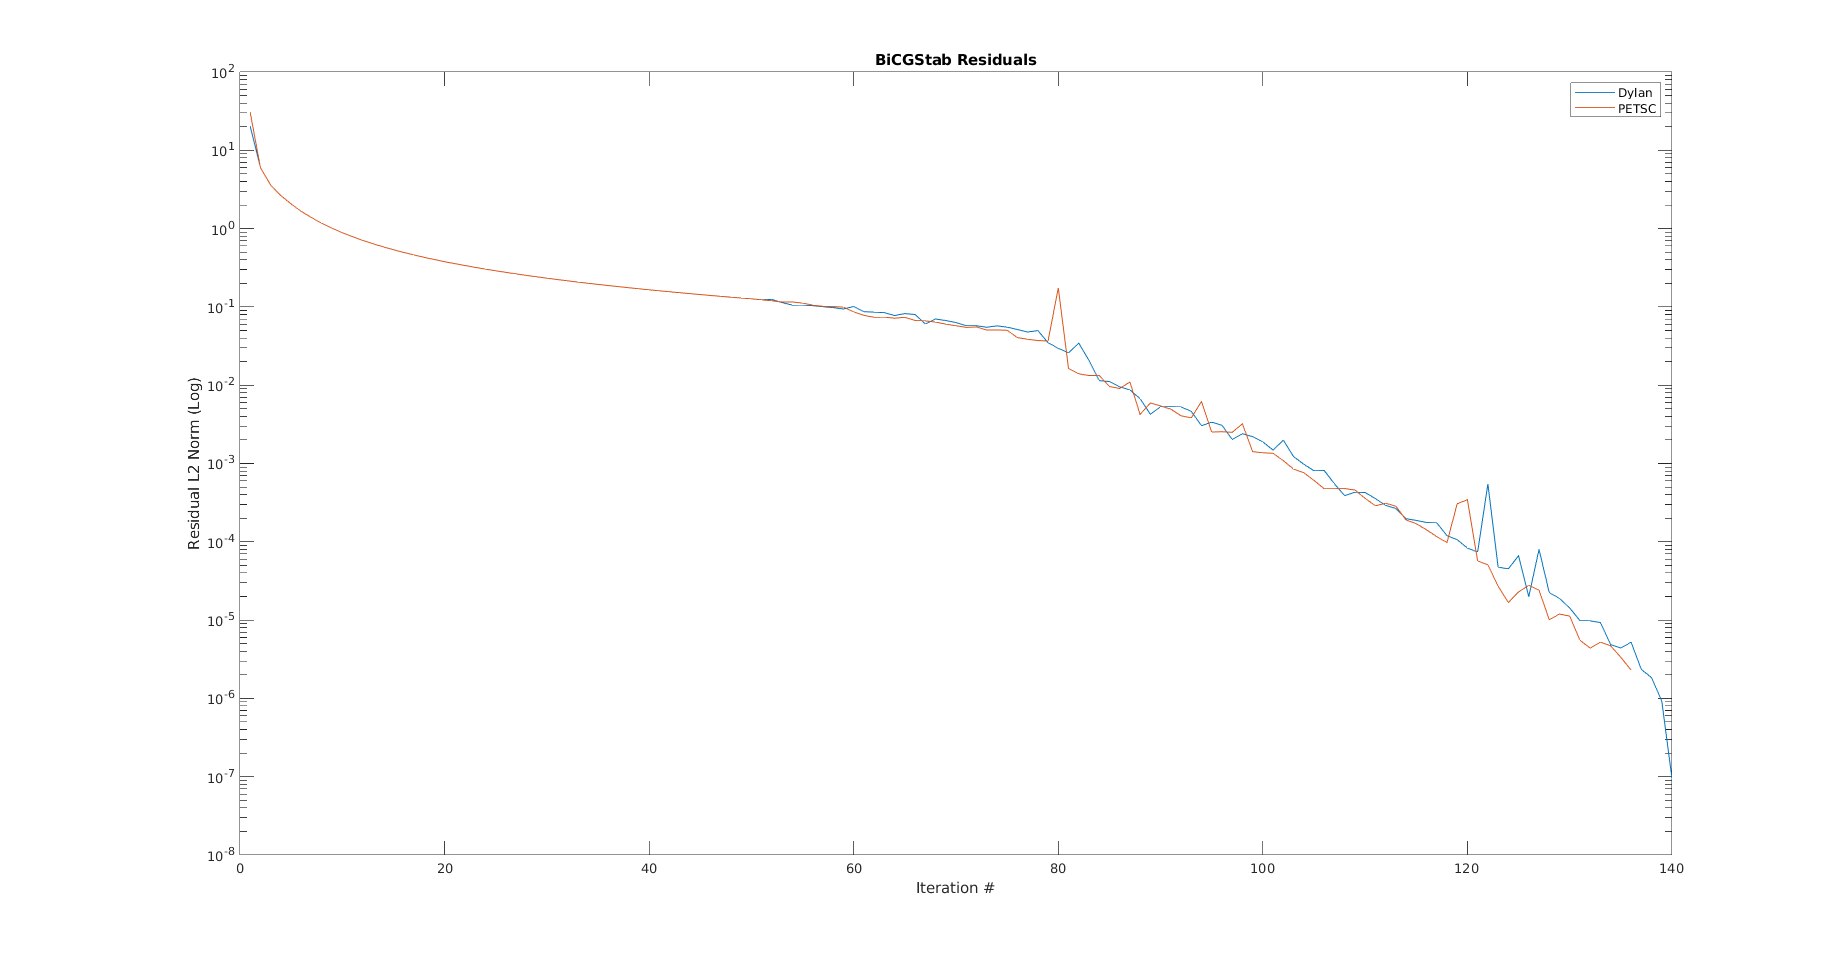 BiCGStab Residuals
Dylan
PETSC
10^2
10^1
10^0
10^-1
10^-2
10^-3
10^-4
10^-5
10^-6
10^-7
10^-8
Residual L2 Norm (Log)
0 20 40 60 80 100 120 140
Iteration #